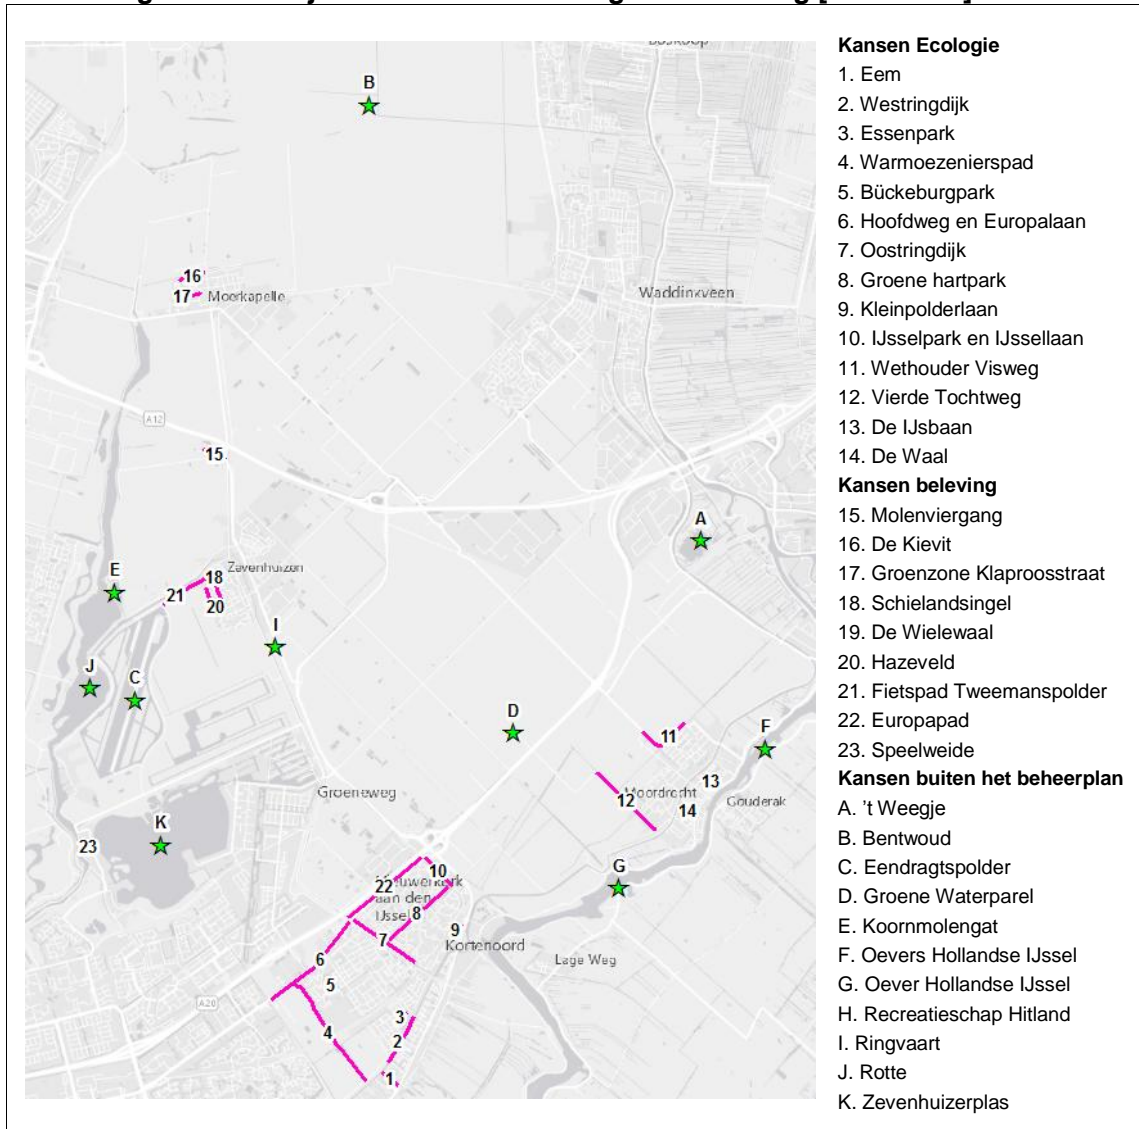 B
16
17
Moerkapelle
Waddinxveen
A12
15
A
E
Zevenhuizen
18
21
20
I
J
C
D
11
F
13
Moordrecht
12
Gouderak
14
Groeneweg
K
23
G
10
22
Nieuwerkerk
aan den
IJssel
8
9
7
Kortenoord
6
Lage Weg
5
A20
3
4
2
1
Kansen Ecologie
1. Eem
2. Westringdijk
3. Essenpark
4. Warmoezenierspad
5. Bückeburgpark
6. Hoofdweg en Europalaan
7. Oostringdijk
8. Groene hartpark
9. Kleinpolderlaan
10. IJsselpark en IJssellaan
11. Wethouder Visweg
12. Vierde Tochtweg
13. De IJsbaan
14. De Waal
Kansen beleving
15. Molenviergang
16. De Kievit
17. Groenzone Klaproosstraat
18. Schielandsingel
19. De Wielewaal
20. Hazeveld
21. Fietspad Tweemanspolder
22. Europapad
23. Speelweide
Kansen buiten het beheerplan
A. 't Weegje
B. Bentwoud
C. Eendragtspolder
D. Groene Waterparel
E. Koornmolengat
F. Oevers Hollandse IJssel
G. Oever Hollandse IJssel
H. Recreatieschap Hitland
I. Ringvaart
J. Rotte
K. Zevenhuizerplas